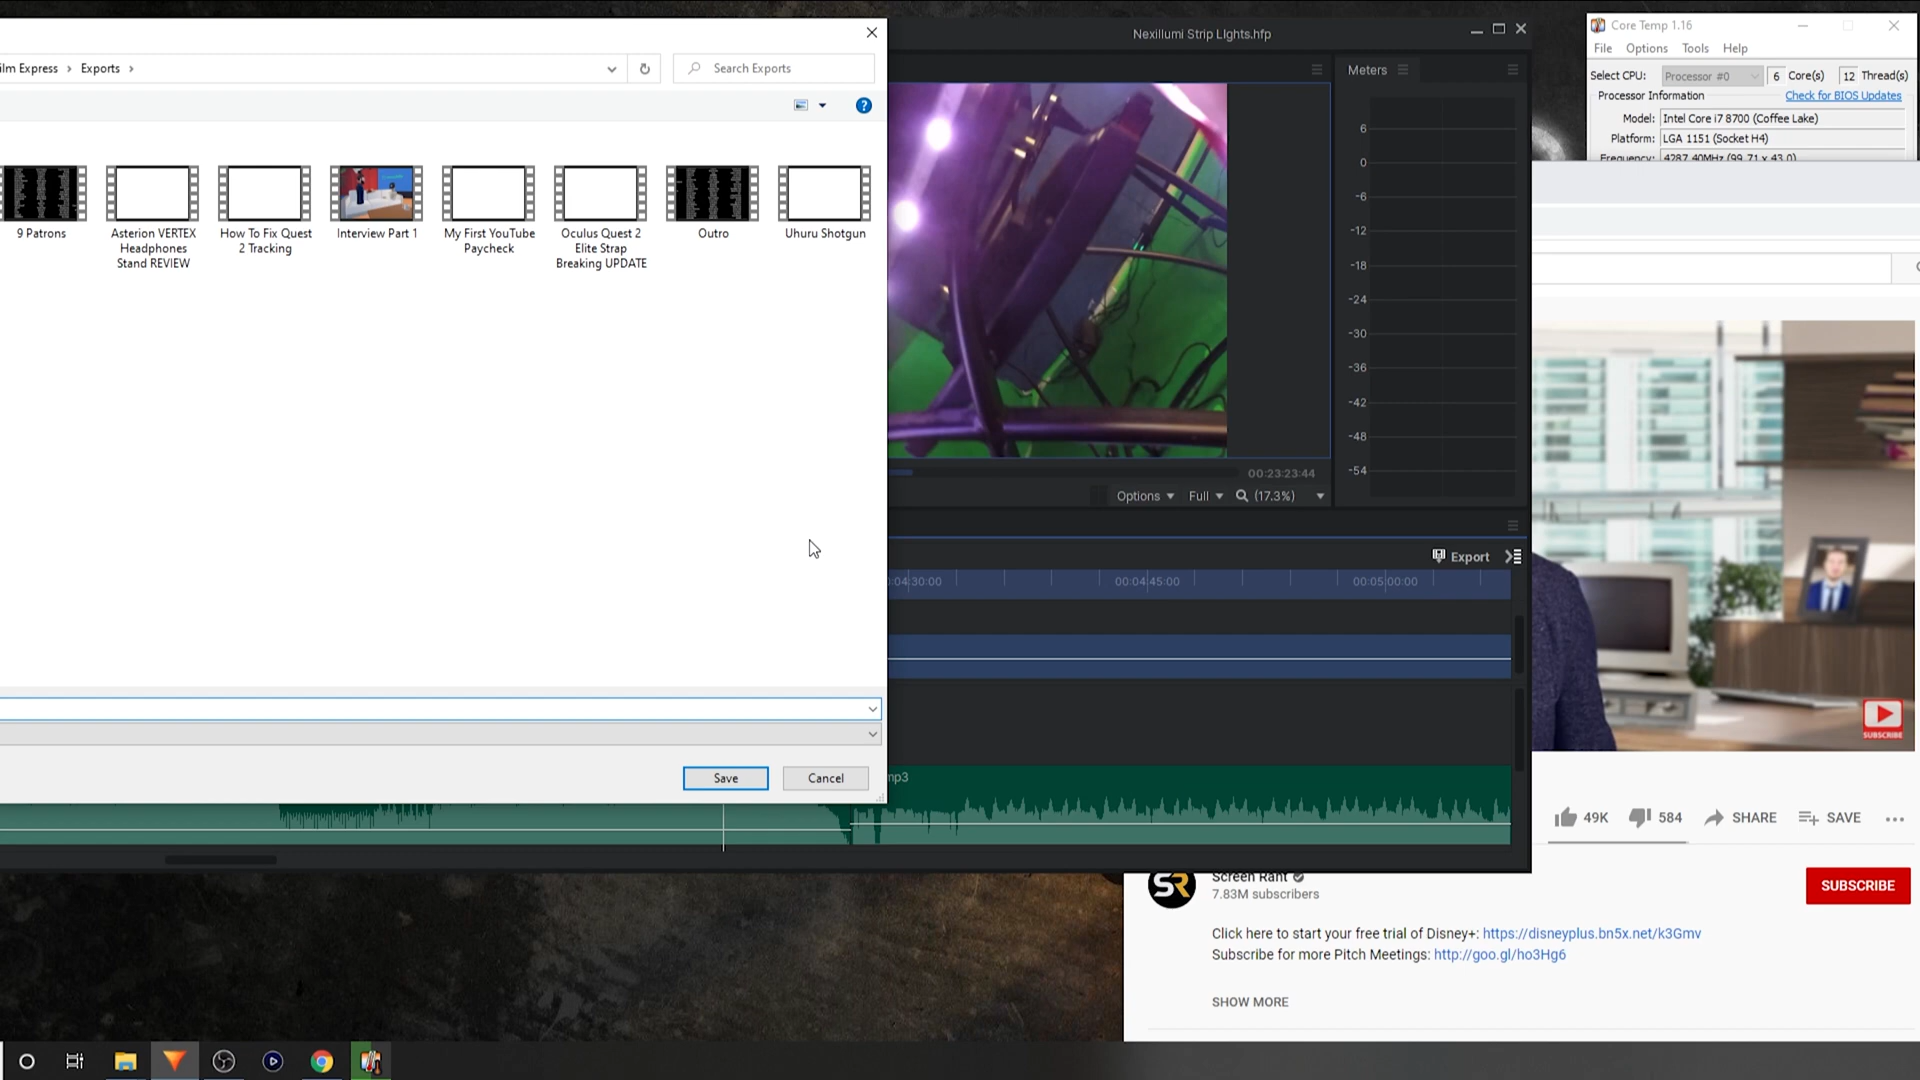 ilm Express > Exports >
Search Exports
9 Patrons
Asterion VERTEX
Headphones
Stand REVIEW
How To Fix Quest
2 Tracking
Interview Part 1
My First YouTube
Paycheck
Oculus Quest 2
Elite Strap
Breaking UPDATE
Outro
Uhuru Shotgun
Save
Cancel
Nexillumi Strip LIghts.hfp
Meters
6
0
-6
-12
-18
-24
-30
-36
-42
-48
-54
00:23:23:44
Options
Full
(17.3%)
Export
:04:30:00
00:04:45:00
00:05:00:00
mp3
Core Temp 1.16
File Options Tools Help
Select CPU: Processor #0 6 Core(s) 12 Thread(s)
Processor Information Check for BIOS Updates
Model: Intel Core i7 8700 (Coffee Lake)
Platform: LGA 1151 (Socket H4)
Frequency: 4287.40MHz (99.71 x 43.0)
SUBSCRIBE
49K 584 SHARE SAVE
SR
Screen Rant
7.83M subscribers
SUBSCRIBE
Click here to start your free trial of Disney+: https://disneyplus.bn5x.net/k3Gmv
Subscribe for more Pitch Meetings: http://goo.gl/ho3Hg6
SHOW MORE